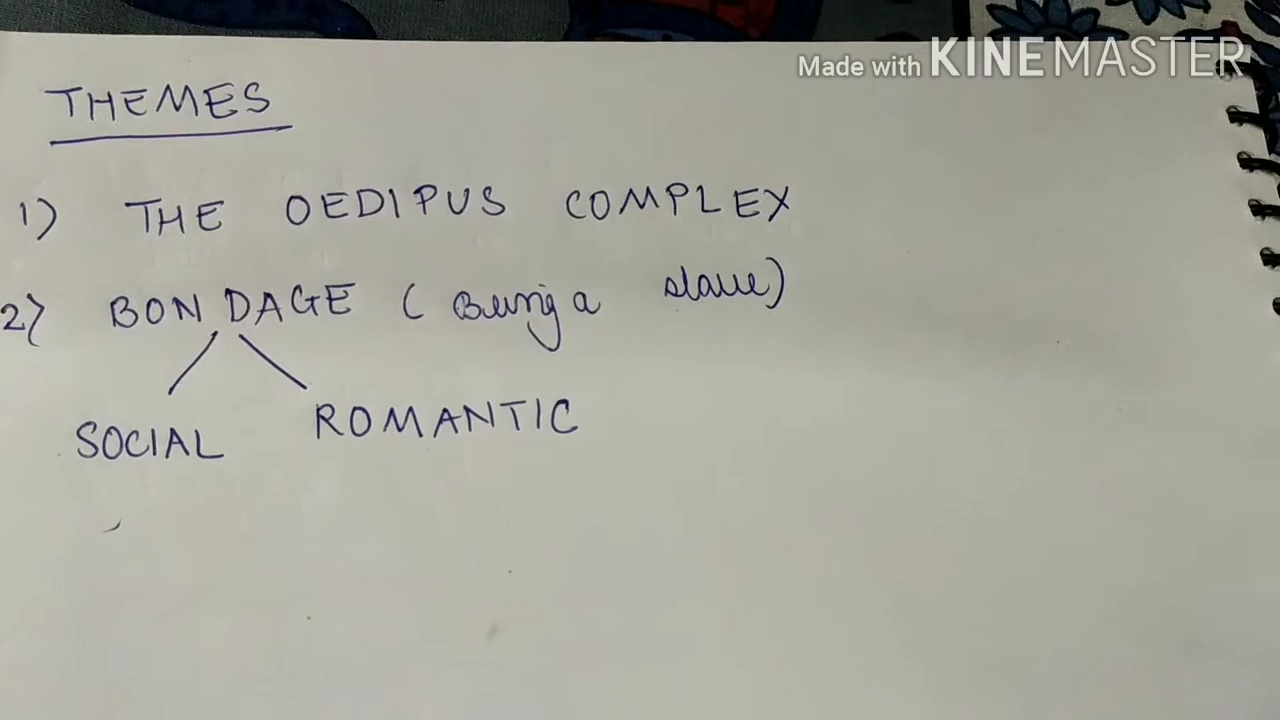 Made with KINEMASTER
THEMES
1) THE OEDIPUS COMPLEX
2) BONDAGE (Being a slave)
SOCIAL ROMANTIC